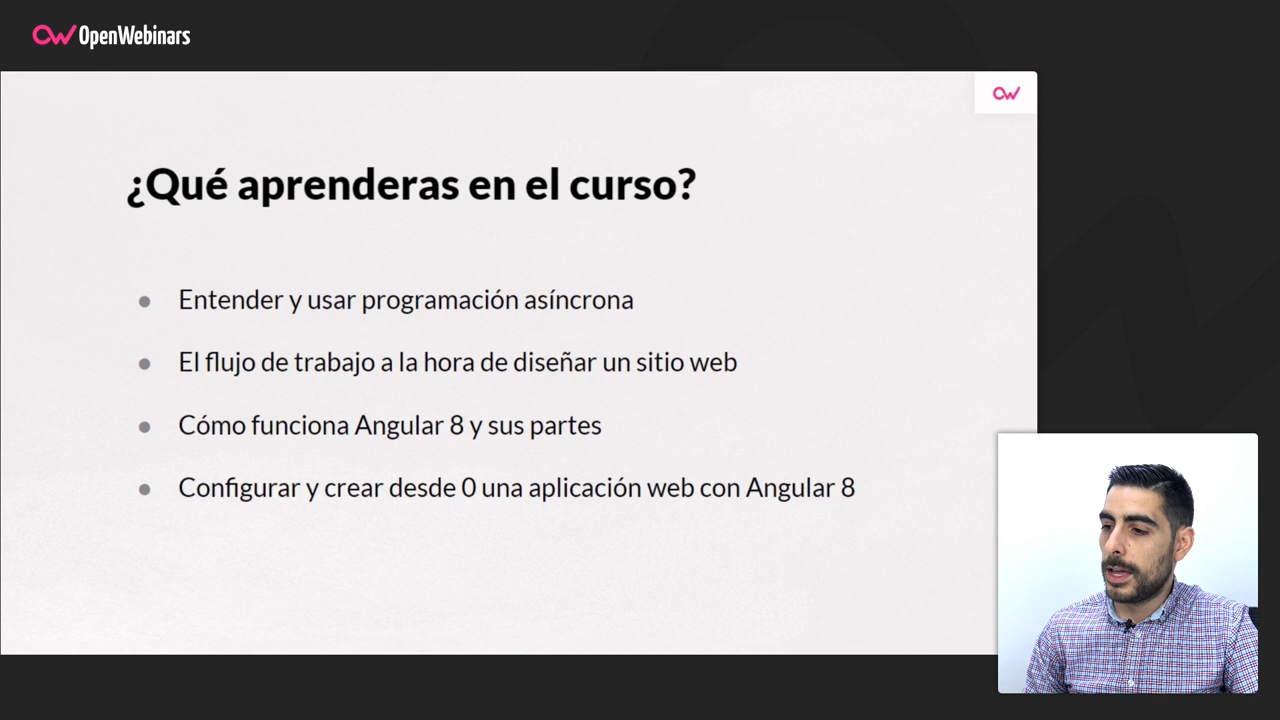 OpenWebinars
¿Qué aprenderas en el curso?
Entender y usar programación asíncrona
El flujo de trabajo a la hora de diseñar un sitio web
Cómo funciona Angular 8 y sus partes
Configurar y crear desde 0 una aplicación web con Angular 8